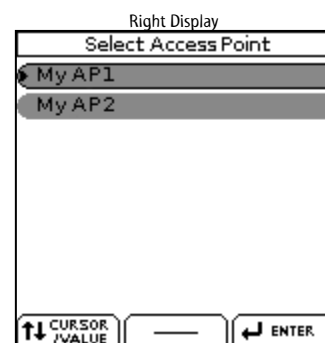 Right Display
Select Access Point
My AP1
My AP2
CURSOR
/VALUE
ENTER